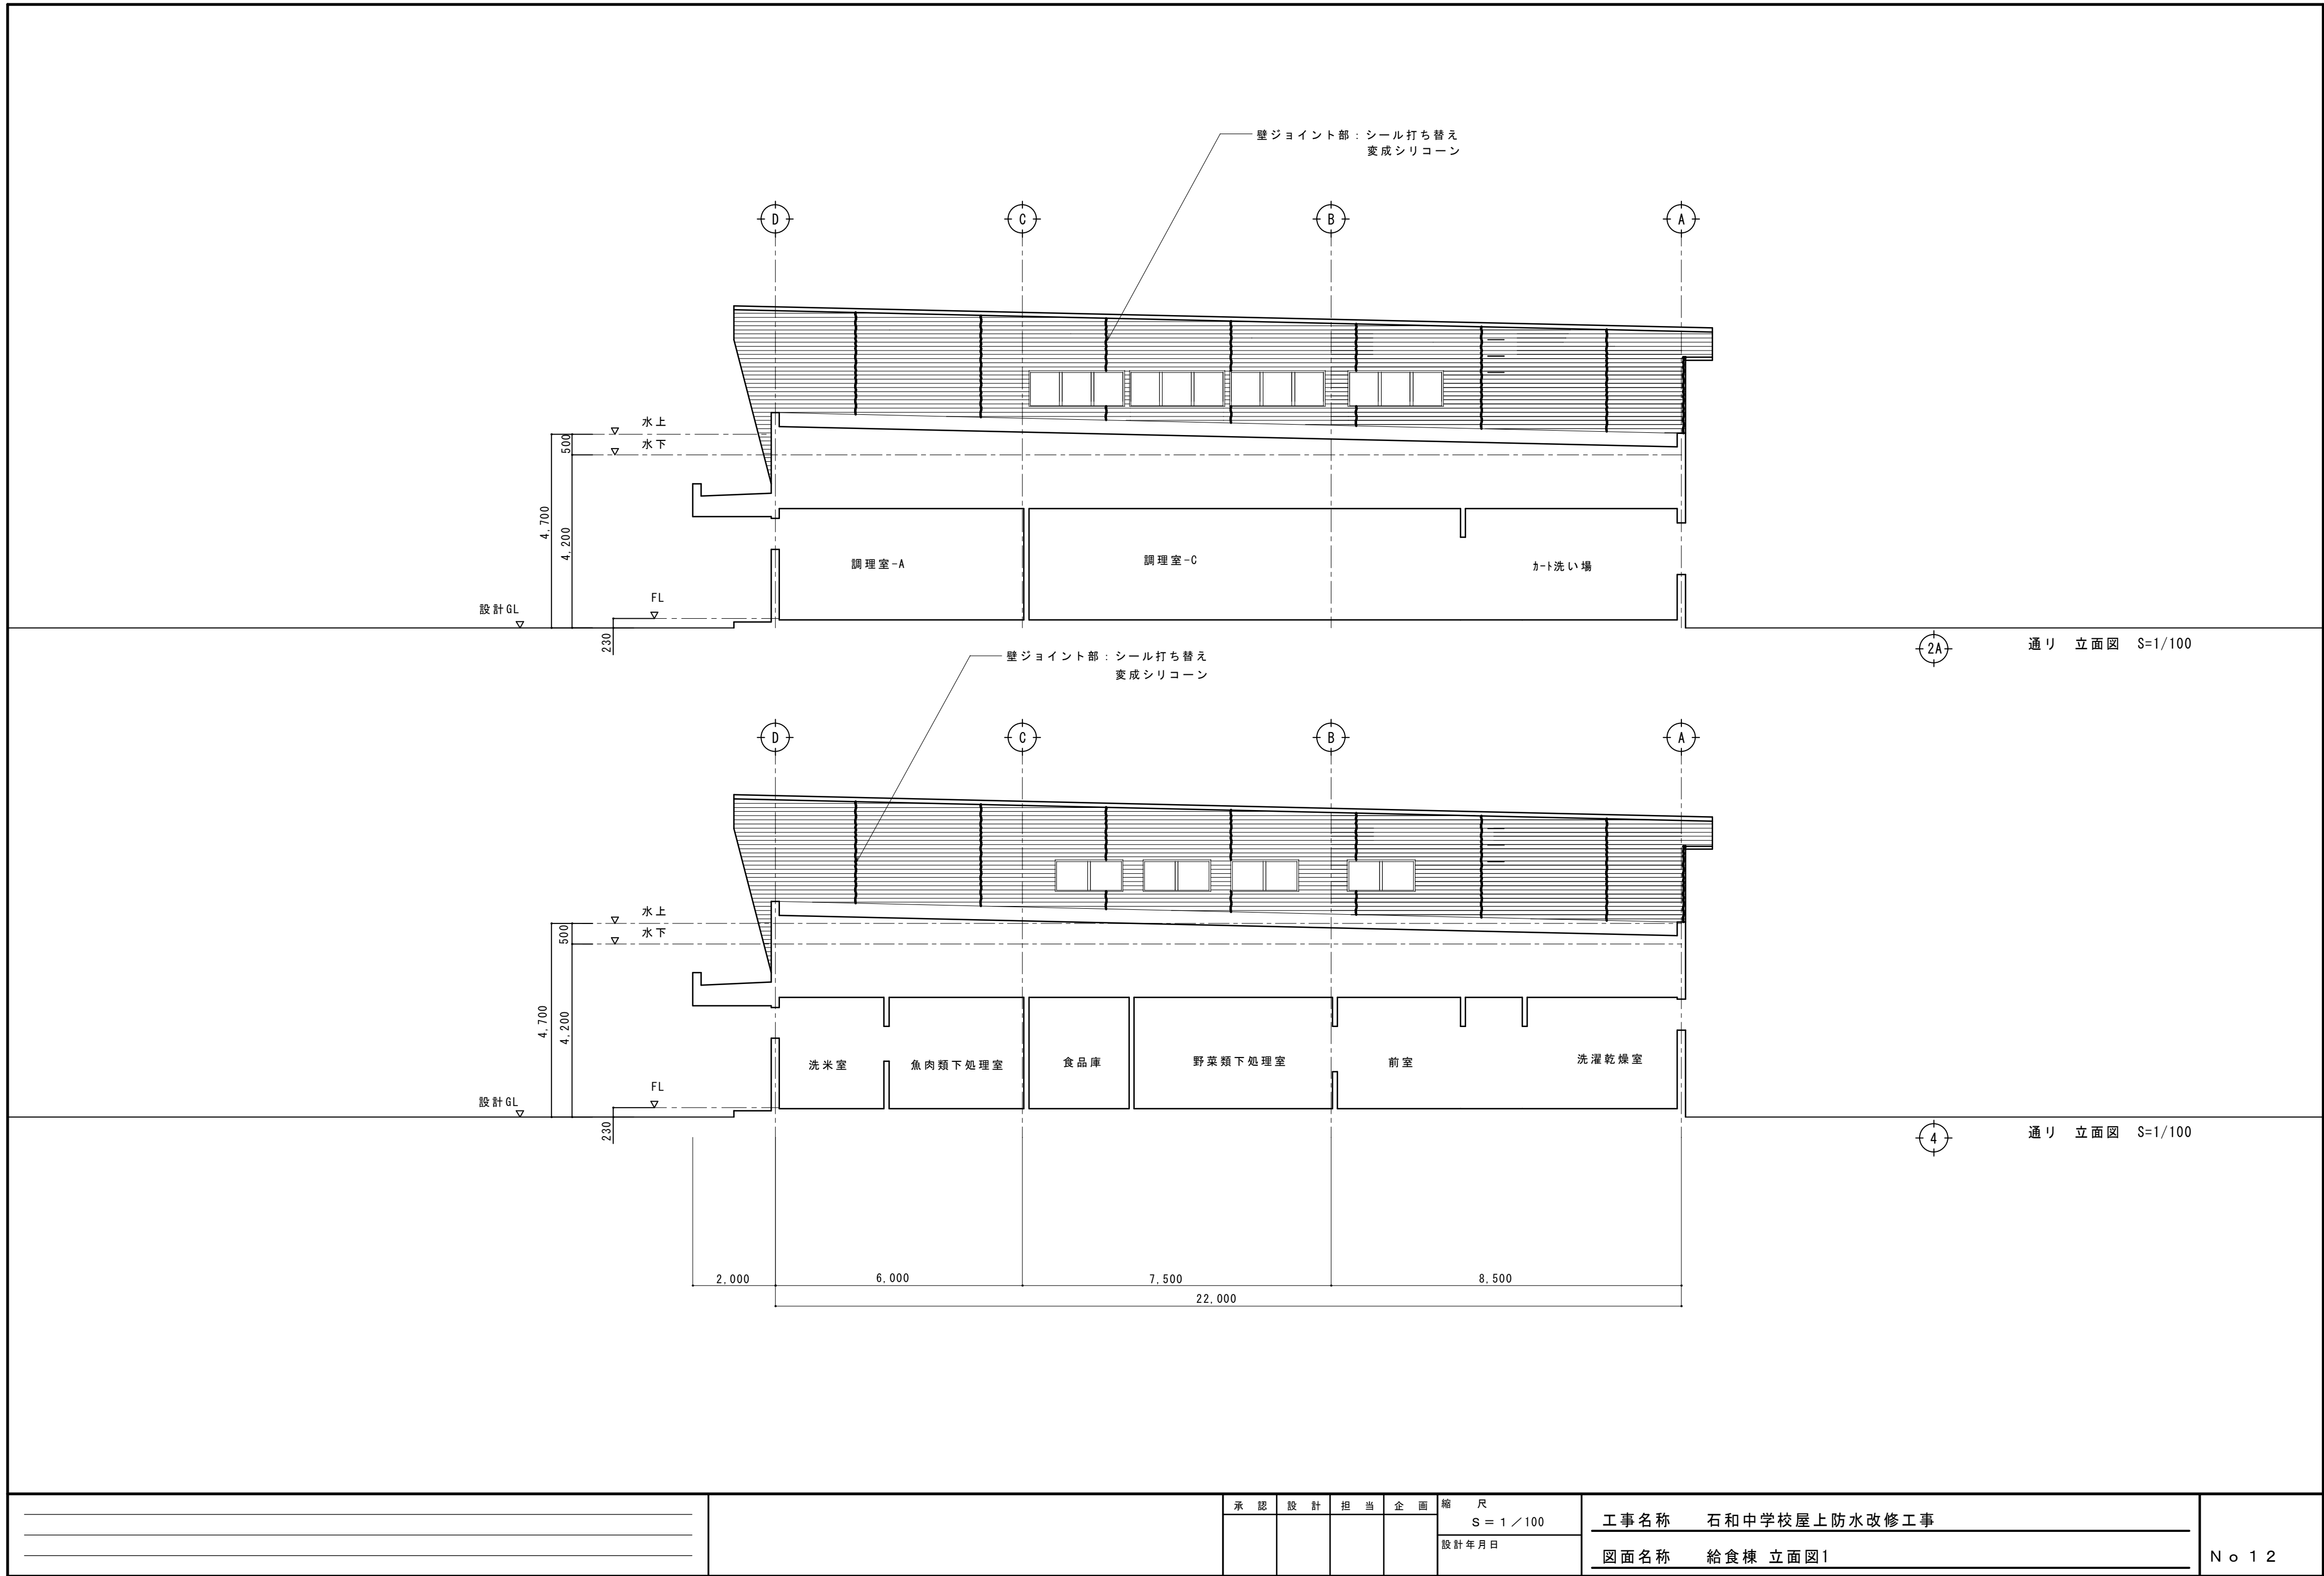 壁ジョイント部:シール打ち替え
変成シリコーン
D
C
B
A
水上
水下
500
4,700
4,200
調理室-A
調理室-C
カート洗い場
FL
設計GL
230
2A
通り 立面図 S=1/100
壁ジョイント部:シール打ち替え
変成シリコーン
D
C
B
A
水上
水下
500
4,700
4,200
洗米室
魚肉類下処理室
食品庫
野菜類下処理室
前室
洗濯乾燥室
FL
設計GL
230
4
通り 立面図 S=1/100
2,000
6,000
7,500
8,500
22,000
承 認
設 計
担 当
企 画
縮 尺
S=1/100
設計年月日
工事名称 石和中学校屋上防水改修工事
図面名称 給食棟 立面図1
No12